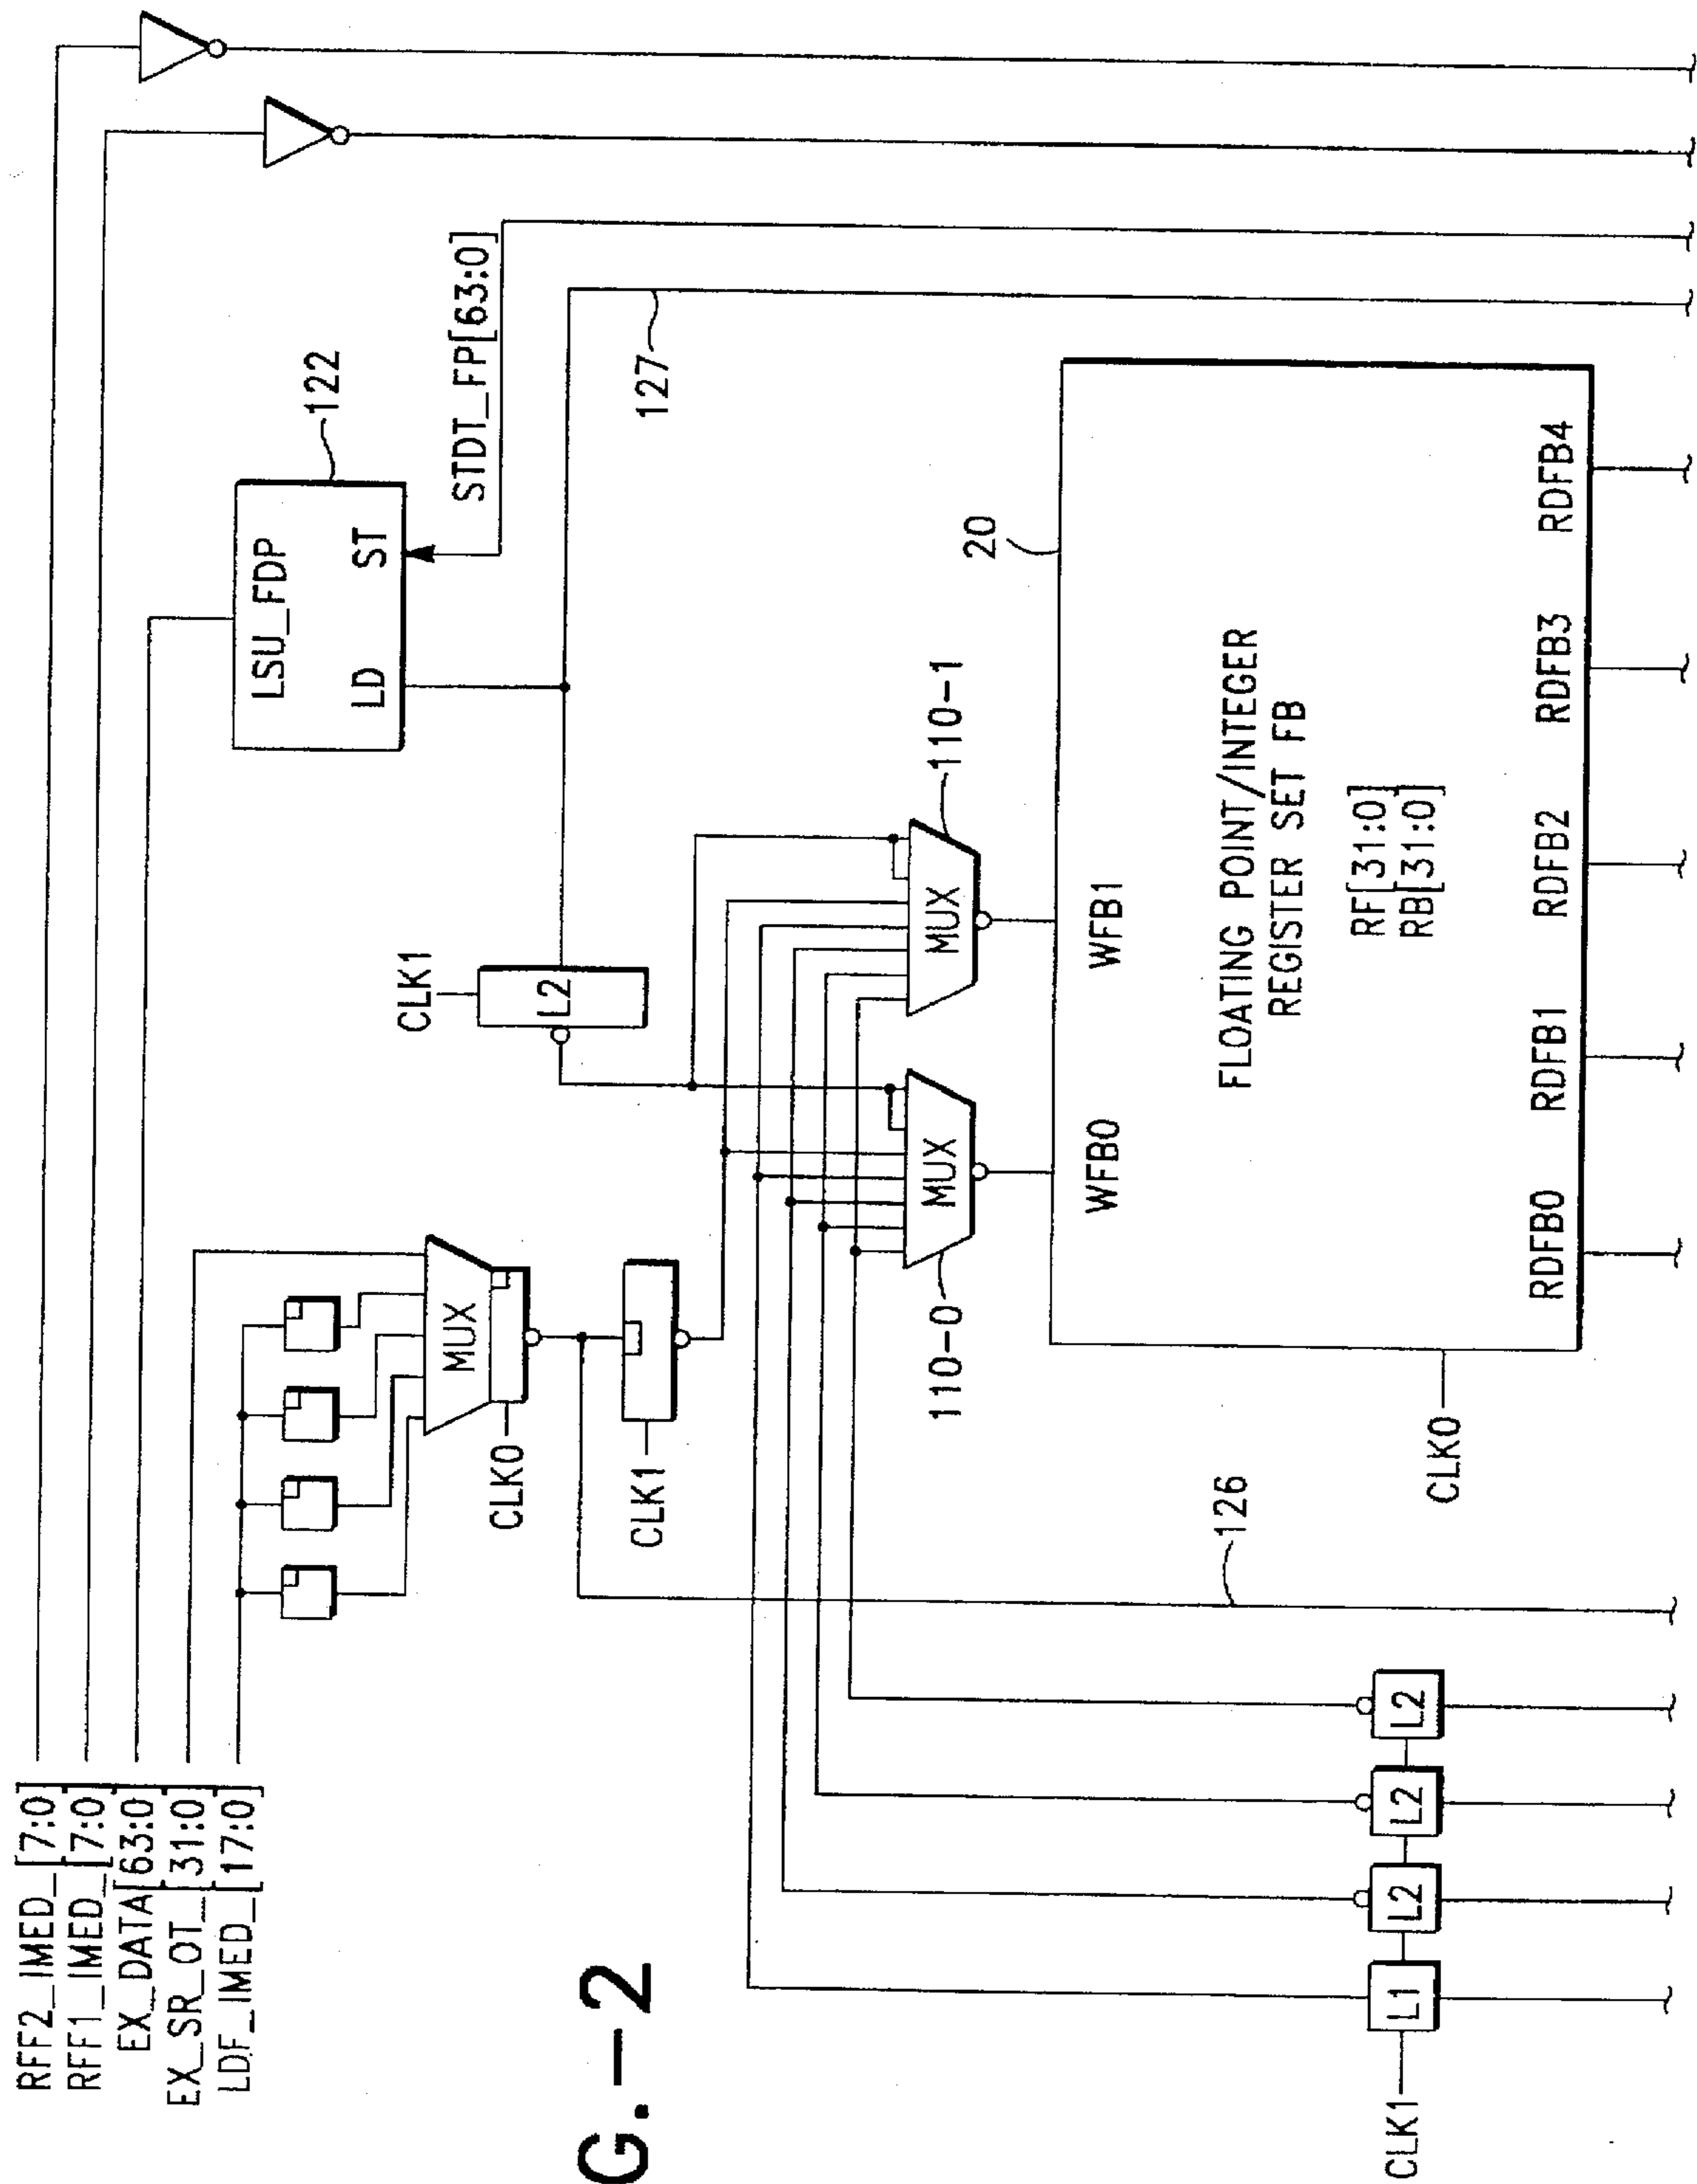 RFF2_IMED_[7:0]
RFF1_IMED_[7:0]
EX_DATA[63:0]
EX_SR_OT_[31:0]
LDF_IMED_[17:0]
LSU_FDP
LD ST
122
STDT_FP[63:0]
127
MUX
CLK0
CLK1
CLK1
L2
MUX
110-0
MUX
110-1
WFB0
WFB1
20
FLOATING POINT/INTEGER
REGISTER SET FB
RF[31:0]
RB[31:0]
RDFB0
RDFB1
RDFB2
RDFB3
RDFB4
CLK0
126
CLK1
L1
L2
L2
L2
G.-2